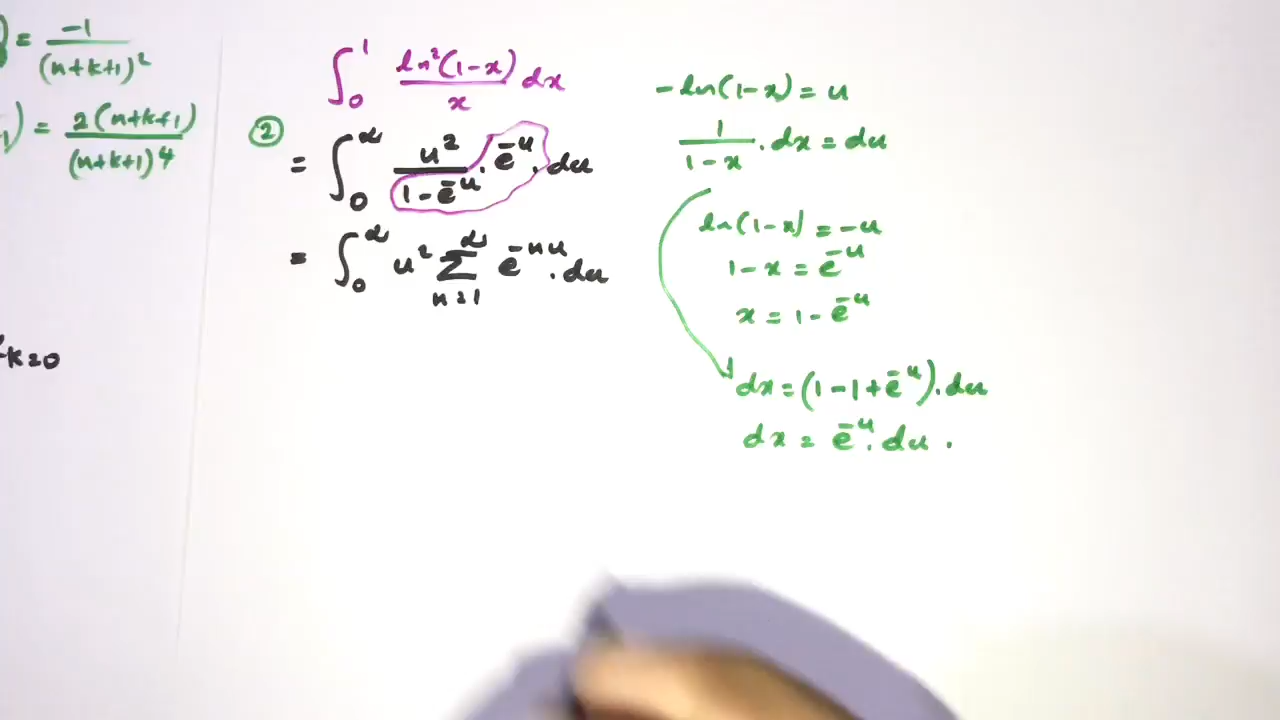 = -1/(n+k+1)²
) = 2(n+k+1)/(n+k+1)⁴
k=0
∫₀¹ ln²(1-x)/x dx
② = ∫₀^∞ u²/(1-e^-u) . e^-u . du
= ∫₀^∞ u² ∑_{n=1}^∞ e^-nu . du
-ln(1-x) = u
1/(1-x) . dx = du
ln(1-x) = -u
1-x = e^-u
x = 1-e^-u
dx = (1-1+e^-u) . du
dx = e^-u . du .